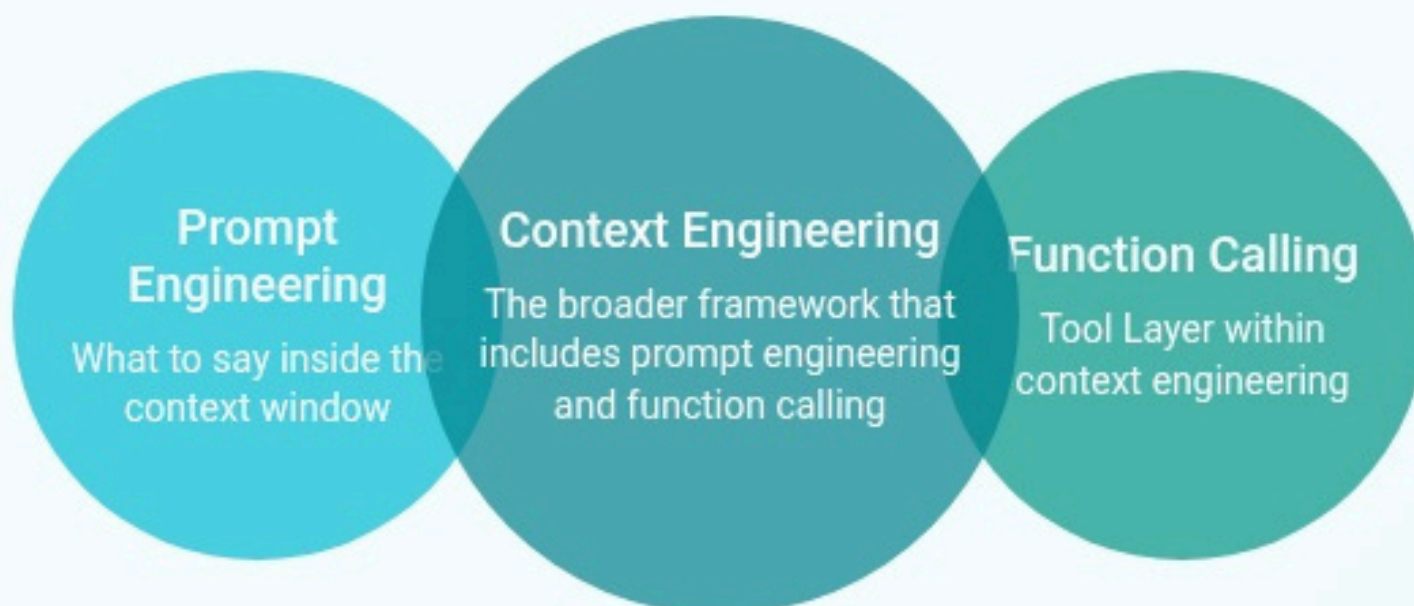 Prompt
Engineering
What to say inside the
context window
Context Engineering
The broader framework that
includes prompt engineering
and function calling
Function Calling
Tool Layer within
context engineering